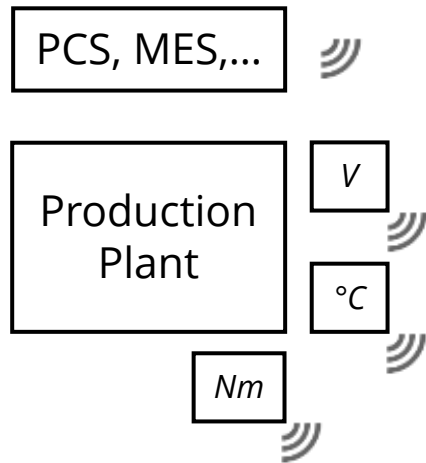 PCS, MES,...
Production
Plant
V
°C
Nm